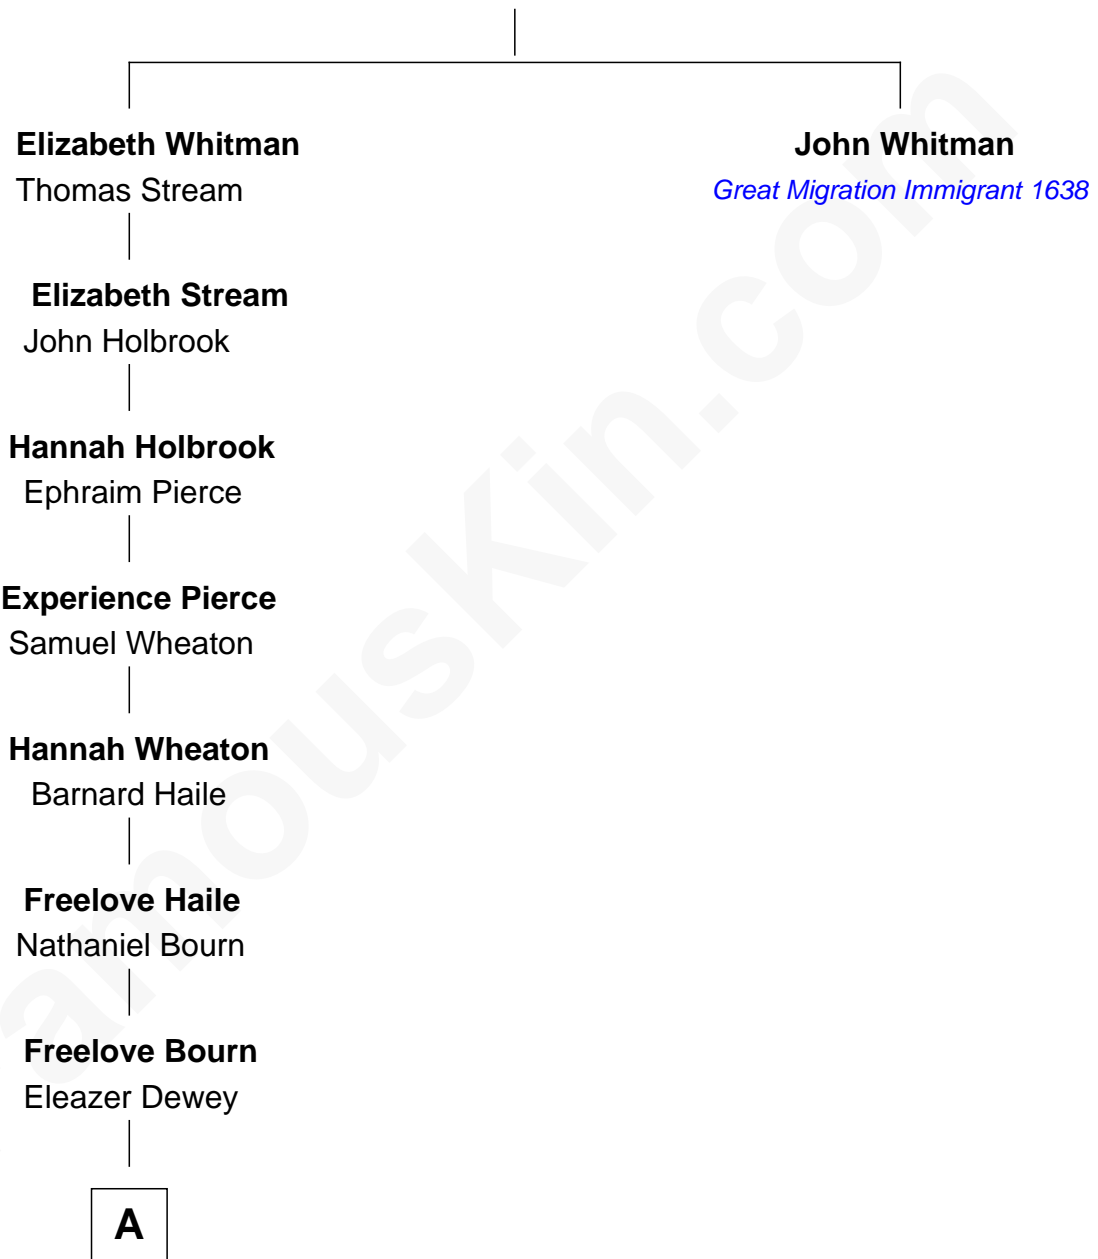 Elizabeth Whitman
Thomas Stream
John Whitman
Great Migration Immigrant 1638
Elizabeth Stream
John Holbrook
Hannah Holbrook
Ephraim Pierce
Experience Pierce
Samuel Wheaton
Hannah Wheaton
Barnard Haile
Freelove Haile
Nathaniel Bourn
Freelove Bourn
Eleazer Dewey
A
amouskin.com